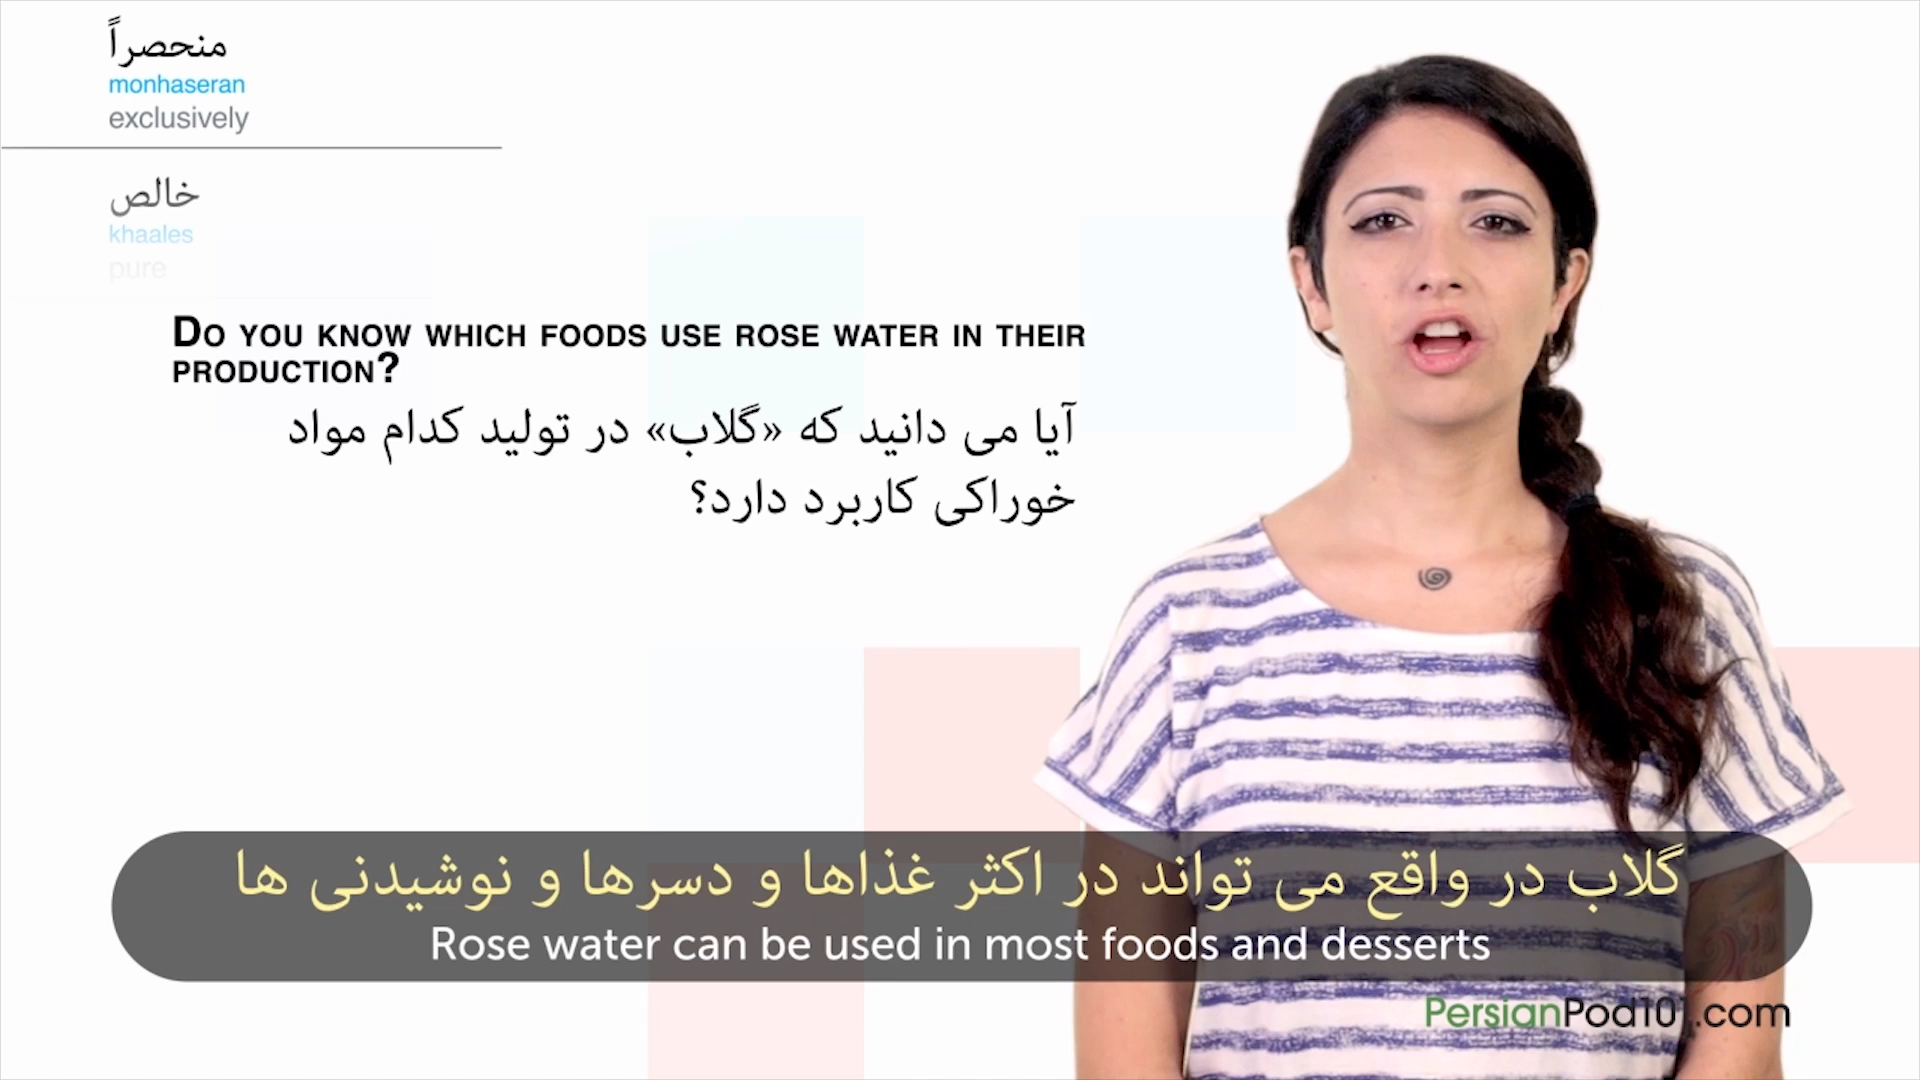 منحصراً
monhaseran
exclusively
خالص
khaales
pure
DO YOU KNOW WHICH FOODS USE ROSE WATER IN THEIR
PRODUCTION?
آیا می دانید که «گلاب» در تولید کدام مواد
خوراکی کاربرد دارد؟
گلاب در واقع می تواند در اکثر غذاها و دسرها و نوشیدنی ها
Rose water can be used in most foods and desserts
PersianPod101.com